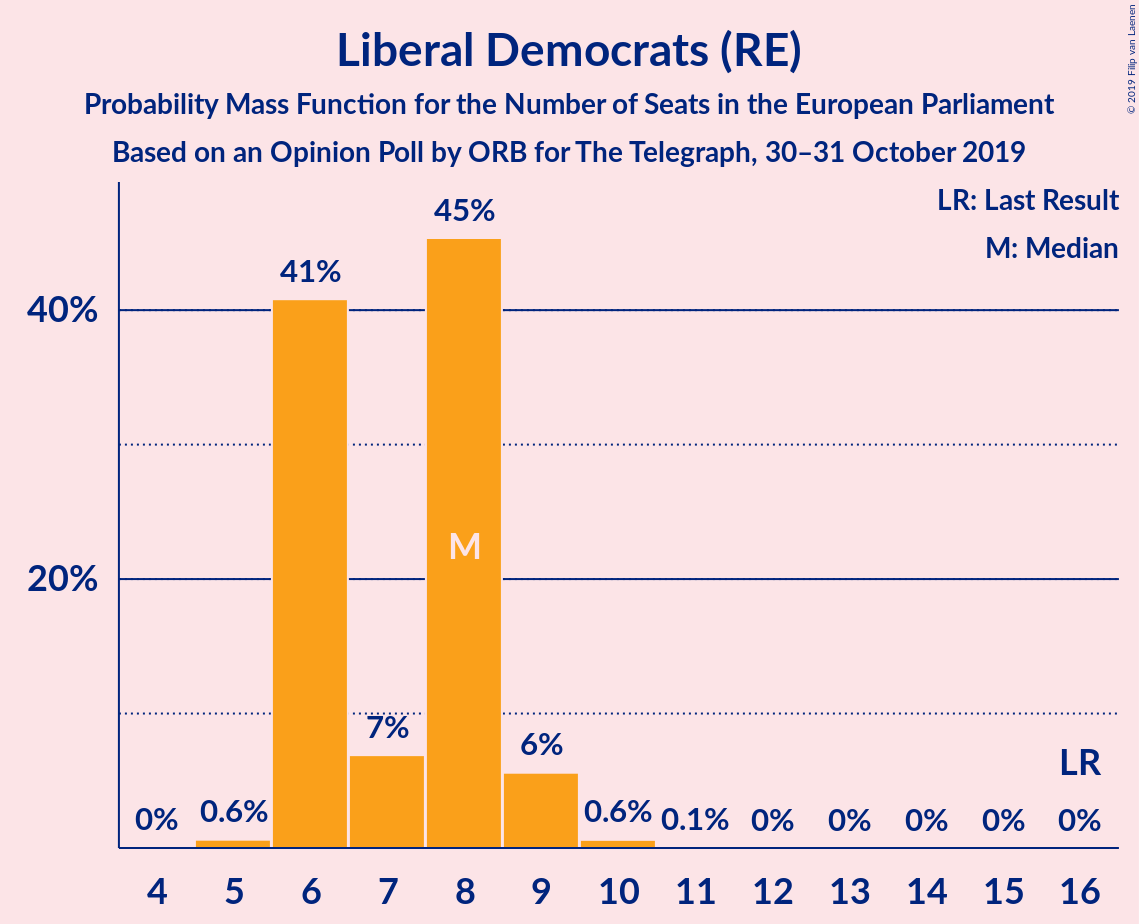 Liberal Democrats (RE)
Probability Mass Function for the Number of Seats in the European Parliament
Based on an Opinion Poll by ORB for The Telegraph, 30–31 October 2019
© 2019 Filip van Laenen
LR: Last Result
M: Median
45%
41%
40%
M
20%
7%
6%
LR
0% 0.6% 0.6% 0.1% 0% 0% 0% 0% 0%
4 5 6 7 8 9 10 11 12 13 14 15 16